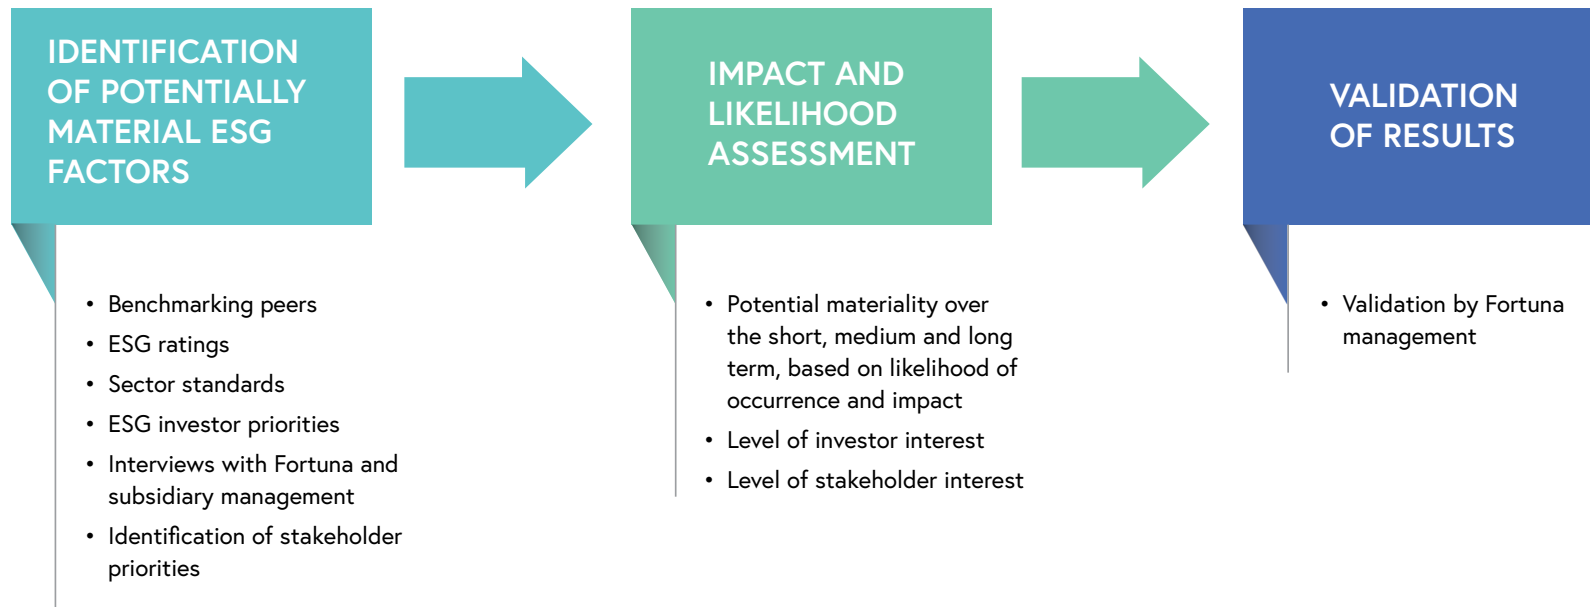 IDENTIFICATION
OF POTENTIALLY
MATERIAL ESG
FACTORS
• Benchmarking peers
• ESG ratings
• Sector standards
• ESG investor priorities
• Interviews with Fortuna and
subsidiary management
• Identification of stakeholder
priorities
IMPACT AND
LIKELIHOOD
ASSESSMENT
• Potential materiality over
the short, medium and long
term, based on likelihood of
occurrence and impact
• Level of investor interest
• Level of stakeholder interest
VALIDATION
OF RESULTS
• Validation by Fortuna
management